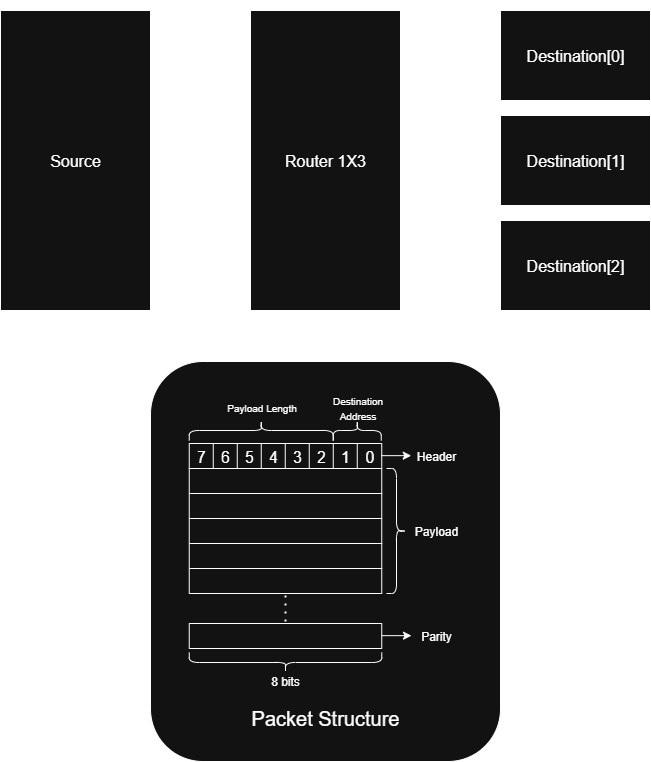 Source
Router 1X3
Destination[0]
Destination[1]
Destination[2]
Payload Length
Destination
Address
7 6 5 4 3 2 1 0
Header
Payload
Parity
8 bits
Packet Structure